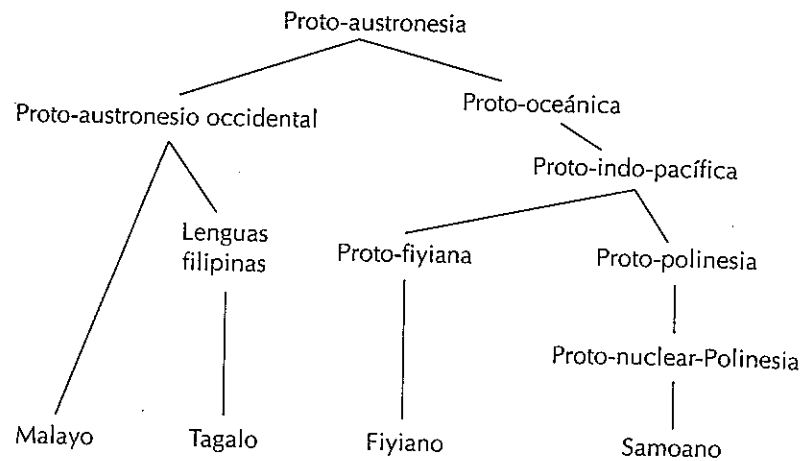 Proto-austronesia
Proto-austronesio occidental
Proto-oceánica
Proto-indo-pacífica
Lenguas
filipinas
Proto-fiyiana
Proto-polinesia
Proto-nuclear-Polinesia
Malayo
Tagalo
Fiyiano
Samoano